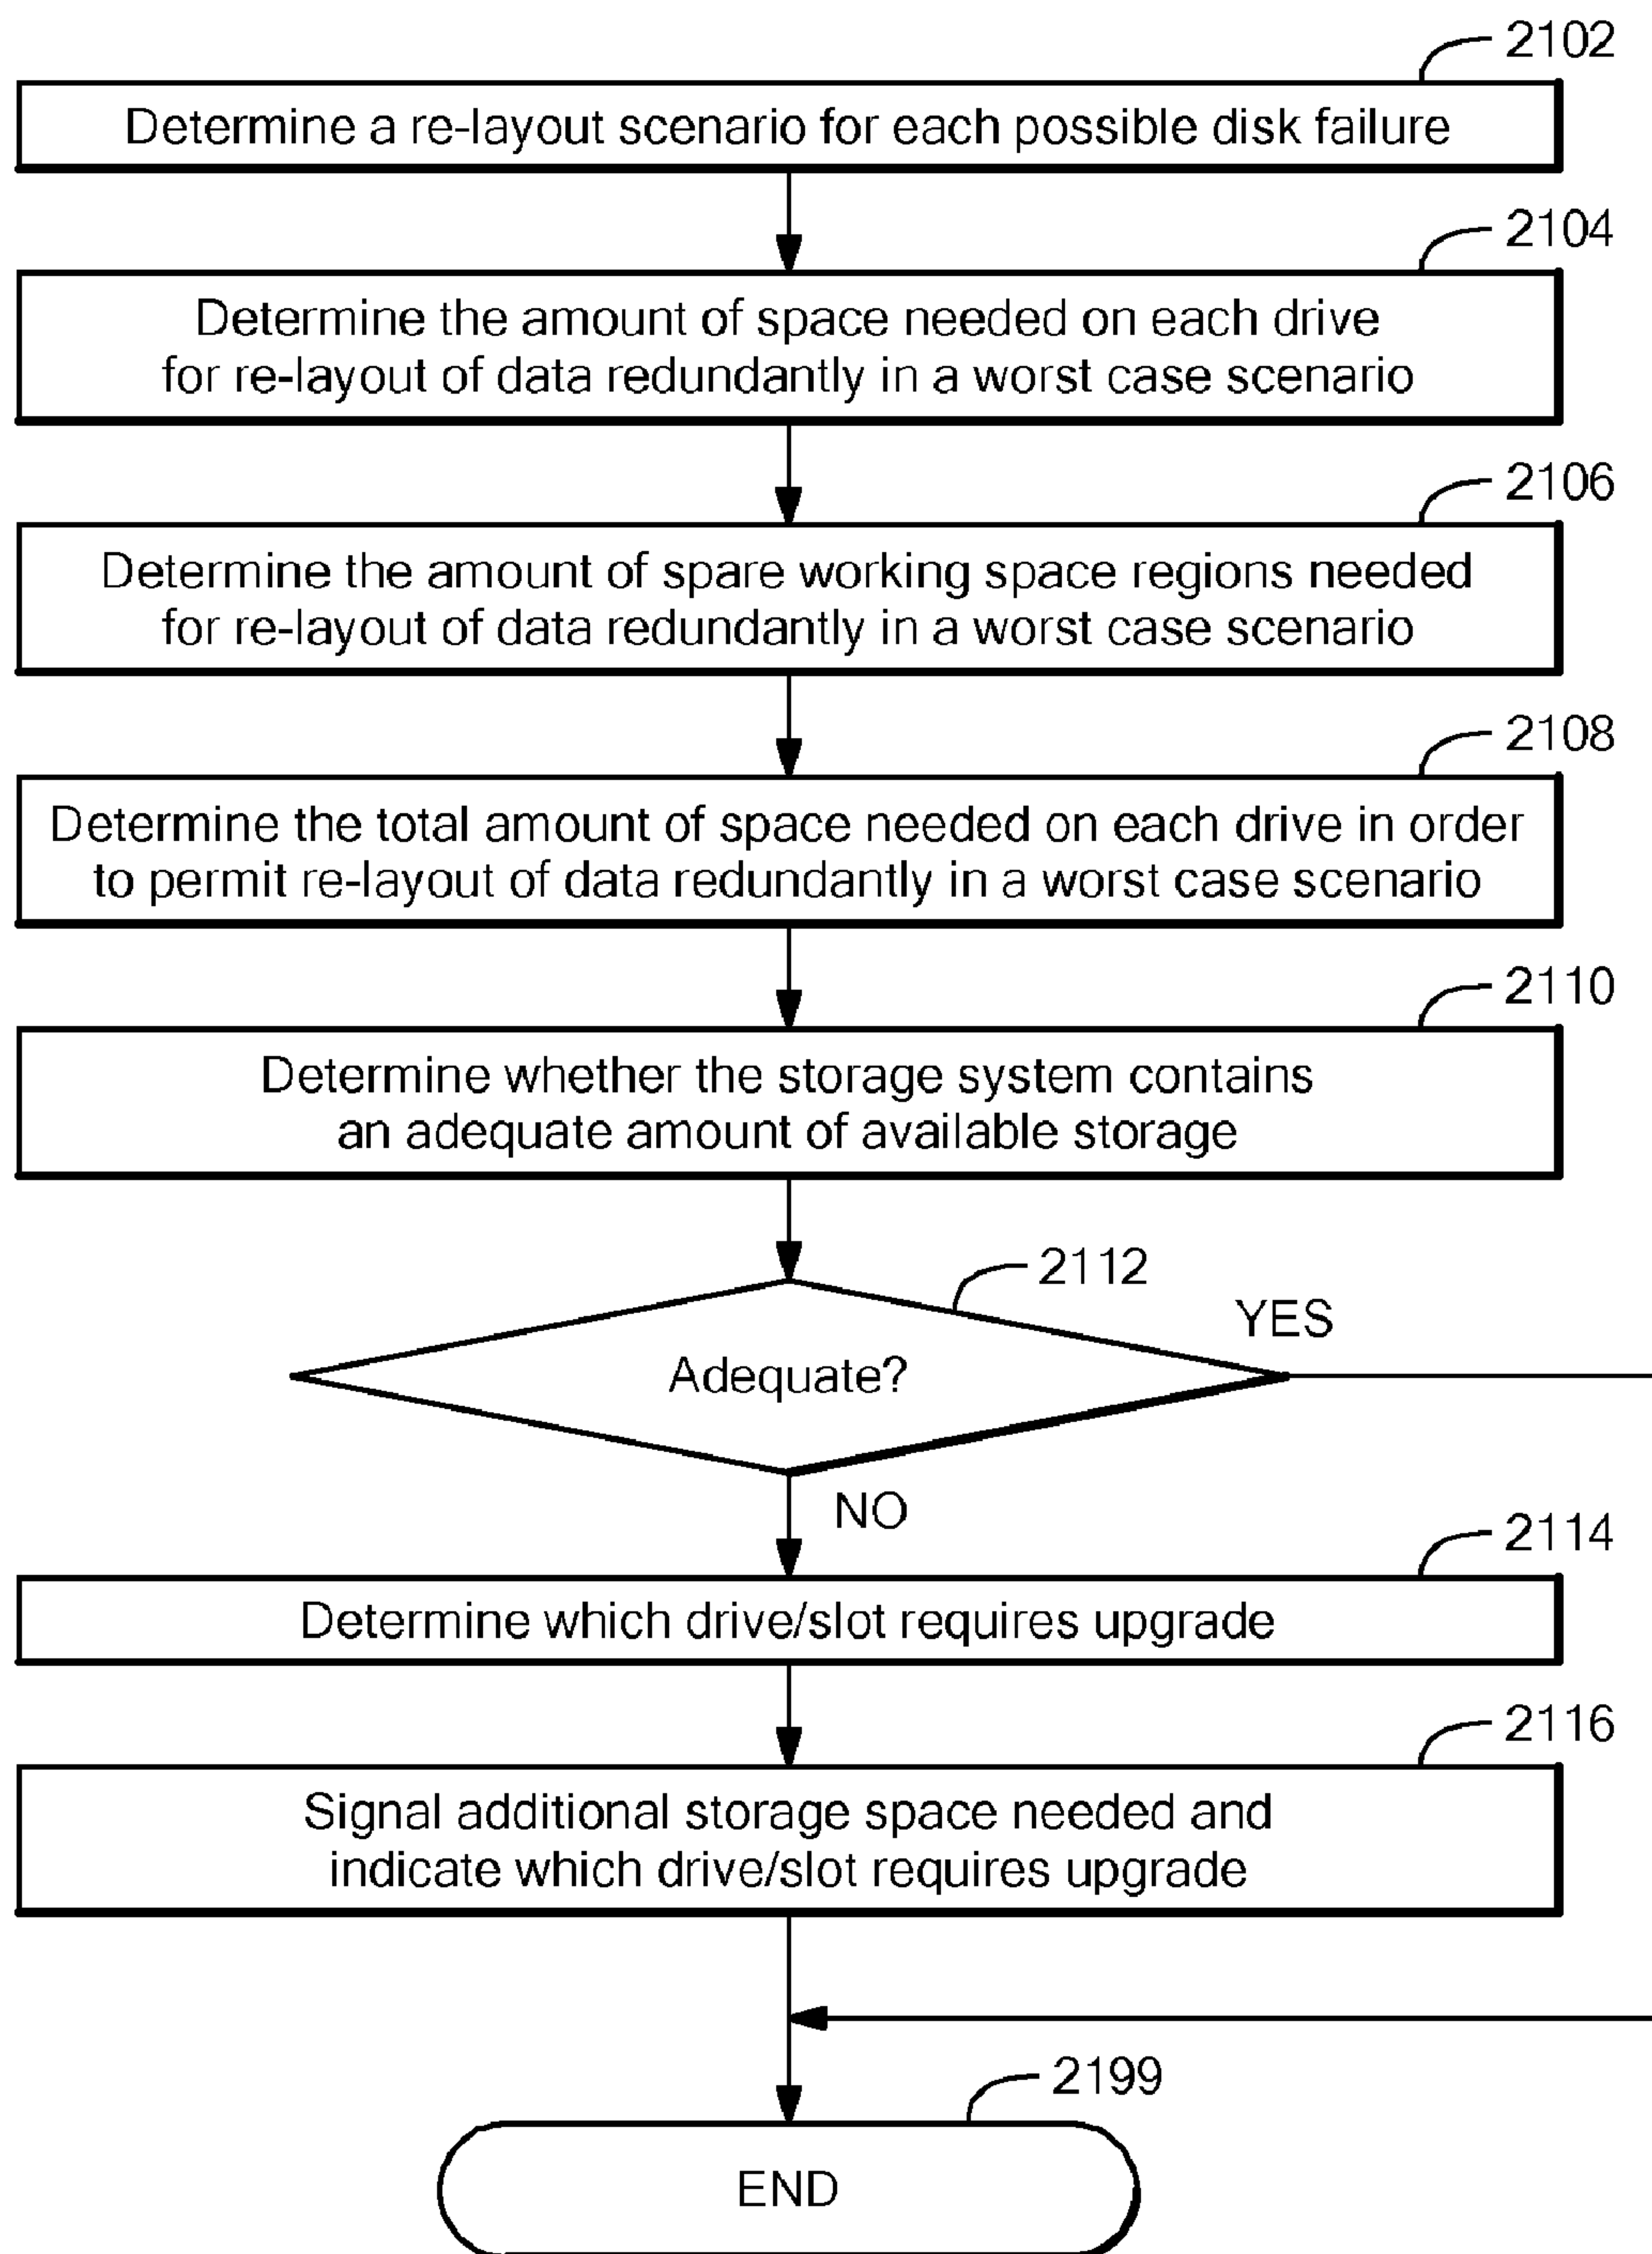 2102
Determine a re-layout scenario for each possible disk failure
2104
Determine the amount of space needed on each drive
for re-layout of data redundantly in a worst case scenario
2106
Determine the amount of spare working space regions needed
for re-layout of data redundantly in a worst case scenario
2108
Determine the total amount of space needed on each drive in order
to permit re-layout of data redundantly in a worst case scenario
2110
Determine whether the storage system contains
an adequate amount of available storage
2112
YES
Adequate?
NO
2114
Determine which drive/slot requires upgrade
2116
Signal additional storage space needed and
indicate which drive/slot requires upgrade
2199
END